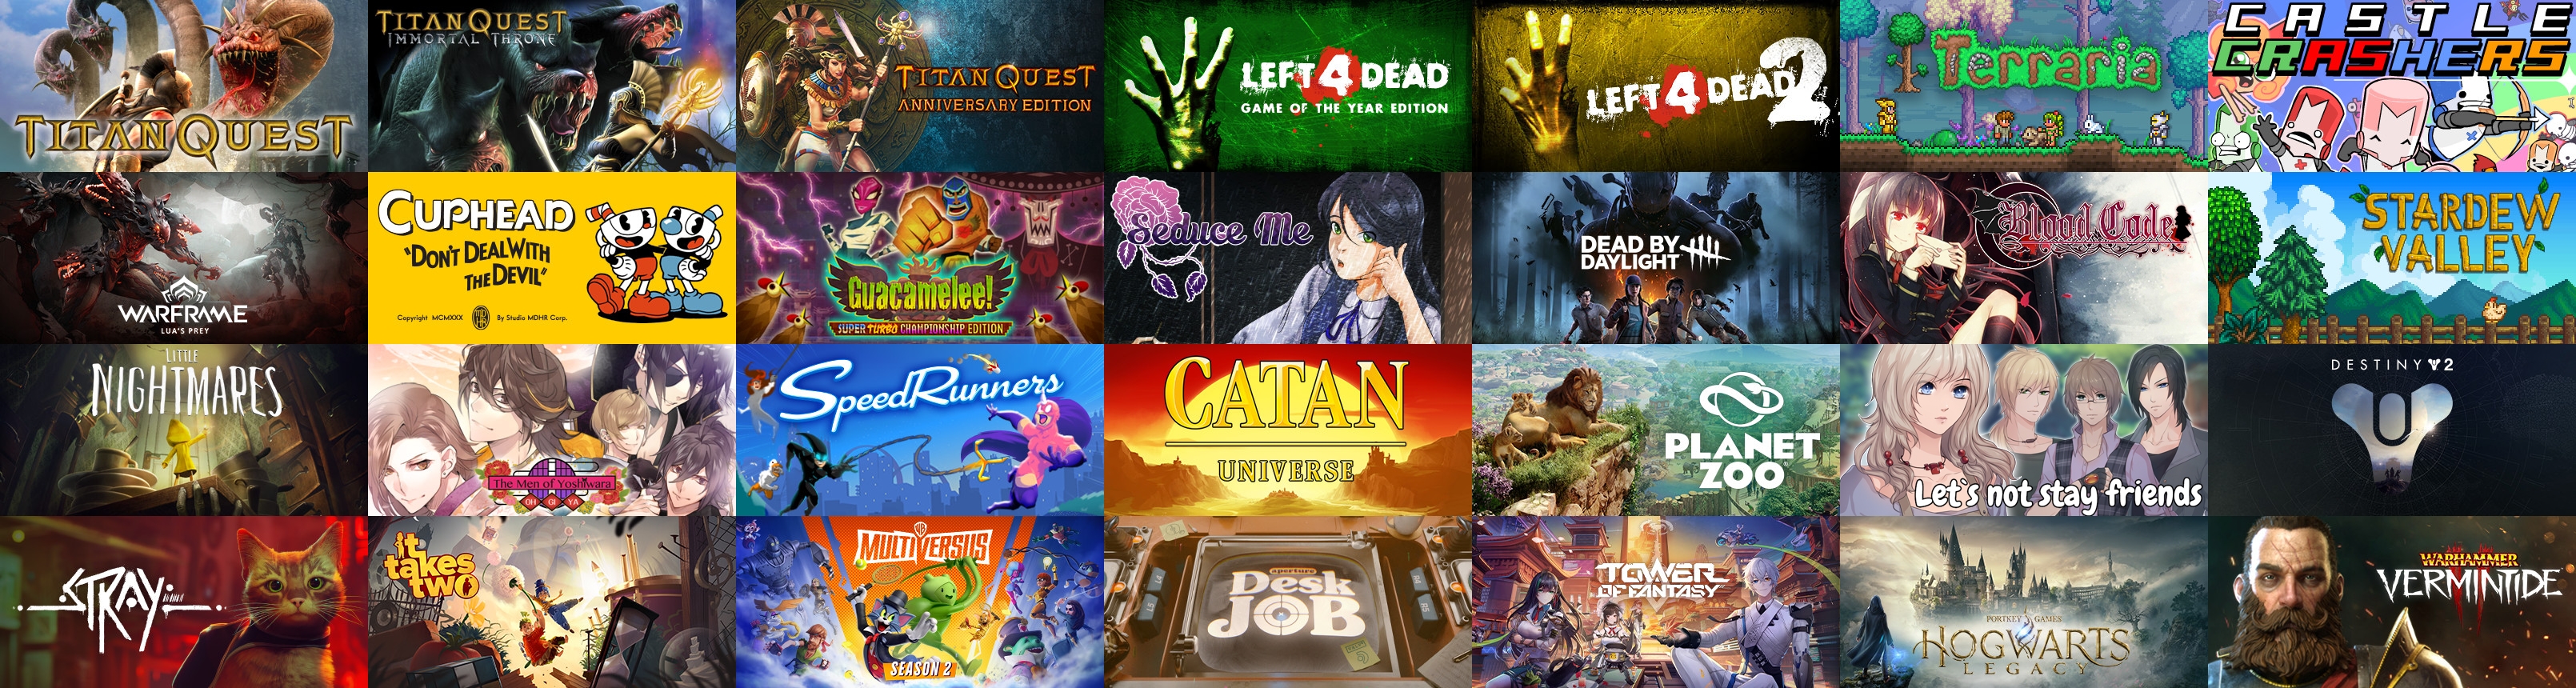 TITAN QUEST
TITAN QUEST
IMMORTAL THRONE
TITAN QUEST
ANNIVERSARY EDITION
LEFT 4 DEAD
GAME OF THE YEAR EDITION
LEFT 4 DEAD 2
Terraria
CASTLE
CRASHERS
WARFRAME
LUA'S PREY
CUPHEAD
"DON'T DEAL WITH
THE DEVIL"
Copyright MCMXXX By Studio MDHR Corp.
Guacamelee!
SUPER TURBO CHAMPIONSHIP EDITION
Seduce Me
DEAD BY
DAYLIGHT
Blood Code
STARDEW
VALLEY
LITTLE
NIGHTMARES
The Men of Yoshiwara
OH GI YA
SpeedRunners
CATAN
UNIVERSE
PLANET
ZOO
Let's not stay friends
DESTINY 2
STRAY
it
takes
two
WB
MULTIVERSUS
SEASON 2
aperture
Desk
JOB
TOWER
OF FANTASY
PORTKEY GAMES
HOGWARTS
LEGACY
WARHAMMER
VERMINTIDE